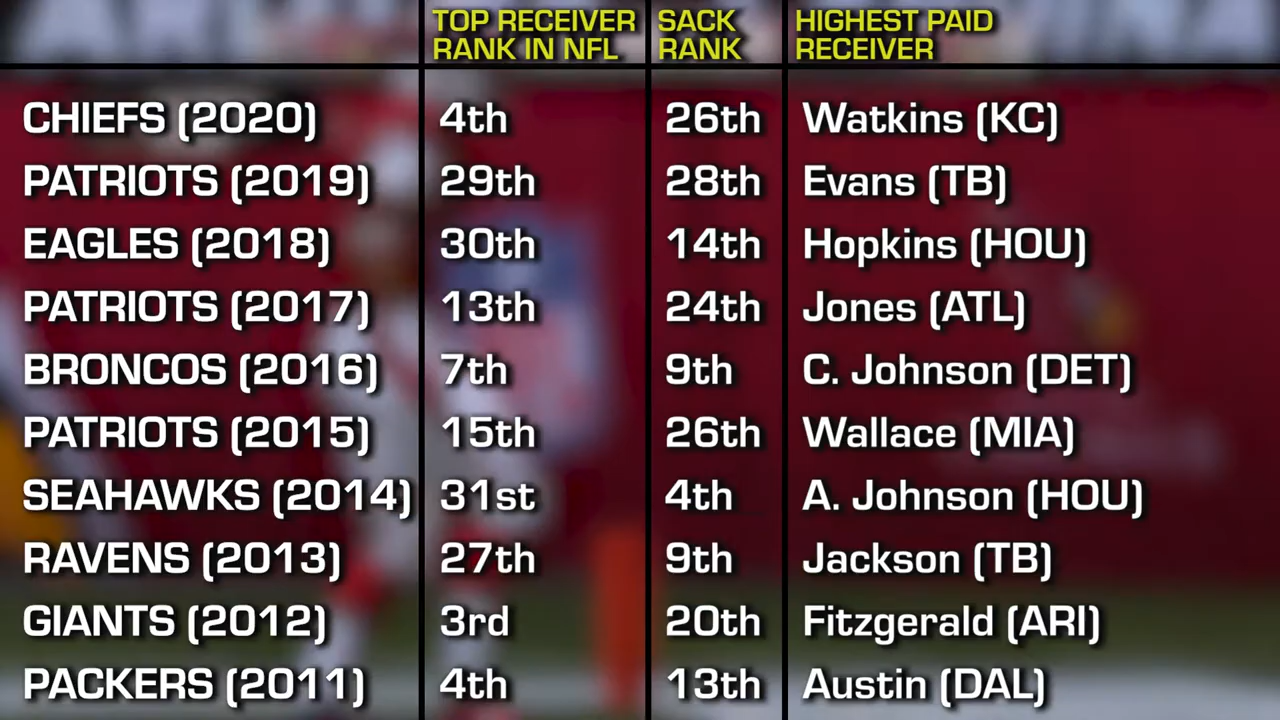 TOP RECEIVER RANK IN NFL SACK RANK HIGHEST PAID RECEIVER
CHIEFS (2020) 4th 26th Watkins (KC)
PATRIOTS (2019) 29th 28th Evans (TB)
EAGLES (2018) 30th 14th Hopkins (HOU)
PATRIOTS (2017) 13th 24th Jones (ATL)
BRONCOS (2016) 7th 9th C. Johnson (DET)
PATRIOTS (2015) 15th 26th Wallace (MIA)
SEAHAWKS (2014) 31st 4th A. Johnson (HOU)
RAVENS (2013) 27th 9th Jackson (TB)
GIANTS (2012) 3rd 20th Fitzgerald (ARI)
PACKERS (2011) 4th 13th Austin (DAL)